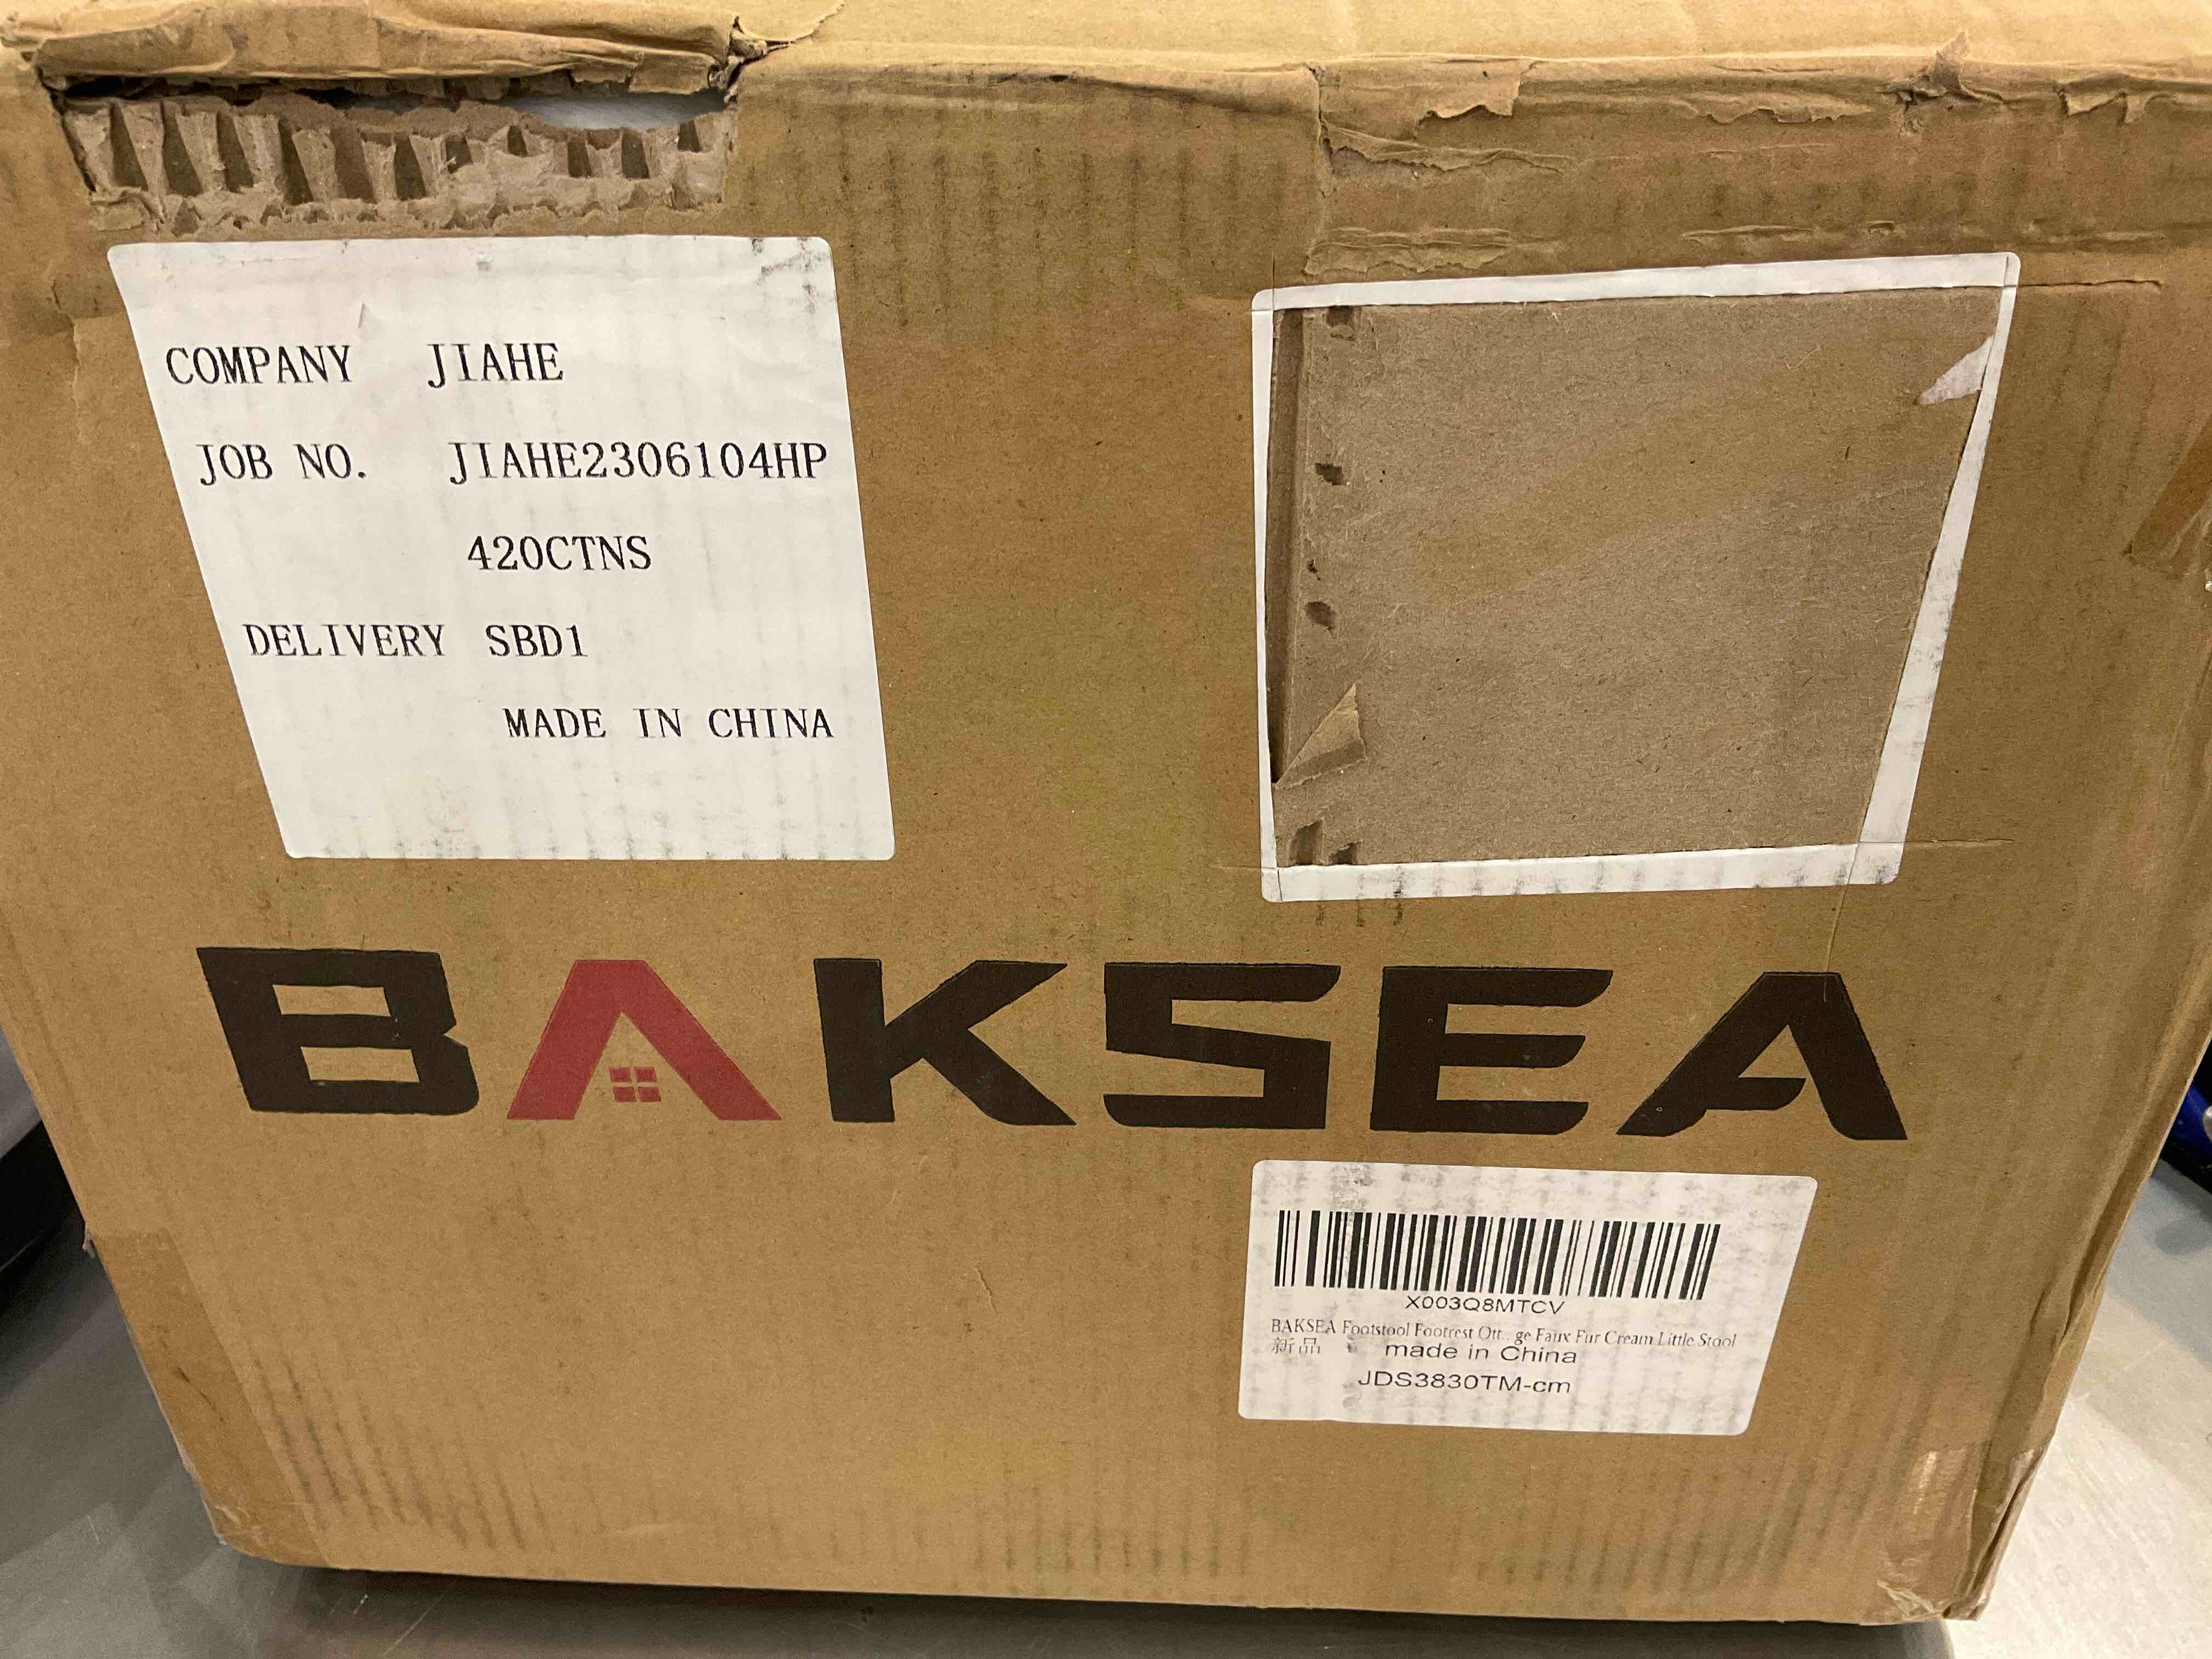 COMPANY JIAHE
JOB NO. JIAHE2306104HP
420CTNS
DELIVERY SBD1
MADE IN CHINA
BAKSEA
X003Q8MTCV
BAKSEA Footstool Footrest Ott...ge Faux Fur Cream Little Stool
新品 made in China
JDS3830TM-cm